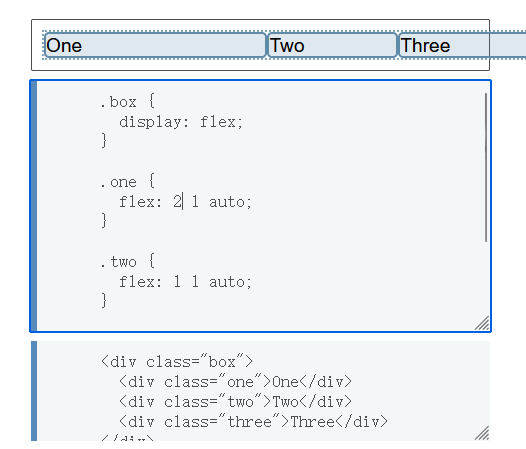 One Two Three
.box {
  display: flex;
}
.one {
  flex: 2 1 auto;
}
.two {
  flex: 1 1 auto;
}
<div class="box">
  <div class="one">One</div>
  <div class="two">Two</div>
  <div class="three">Three</div>
</div>